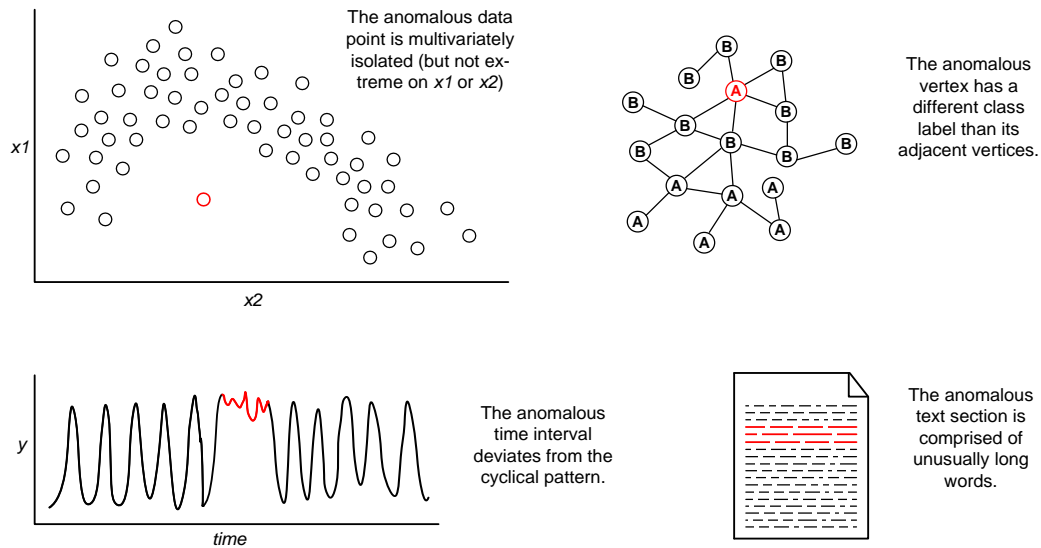 The anomalous data
point is multivariately
isolated (but not ex-
treme on x1 or x2)
x1
x2
B
B
B
A
B
B
B
B
B
B
B
A
A
A
A
A
A
The anomalous
vertex has a
different class
label than its
adjacent vertices.
y
time
The anomalous
time interval
deviates from the
cyclical pattern.
The anomalous
text section is
comprised of
unusually long
words.